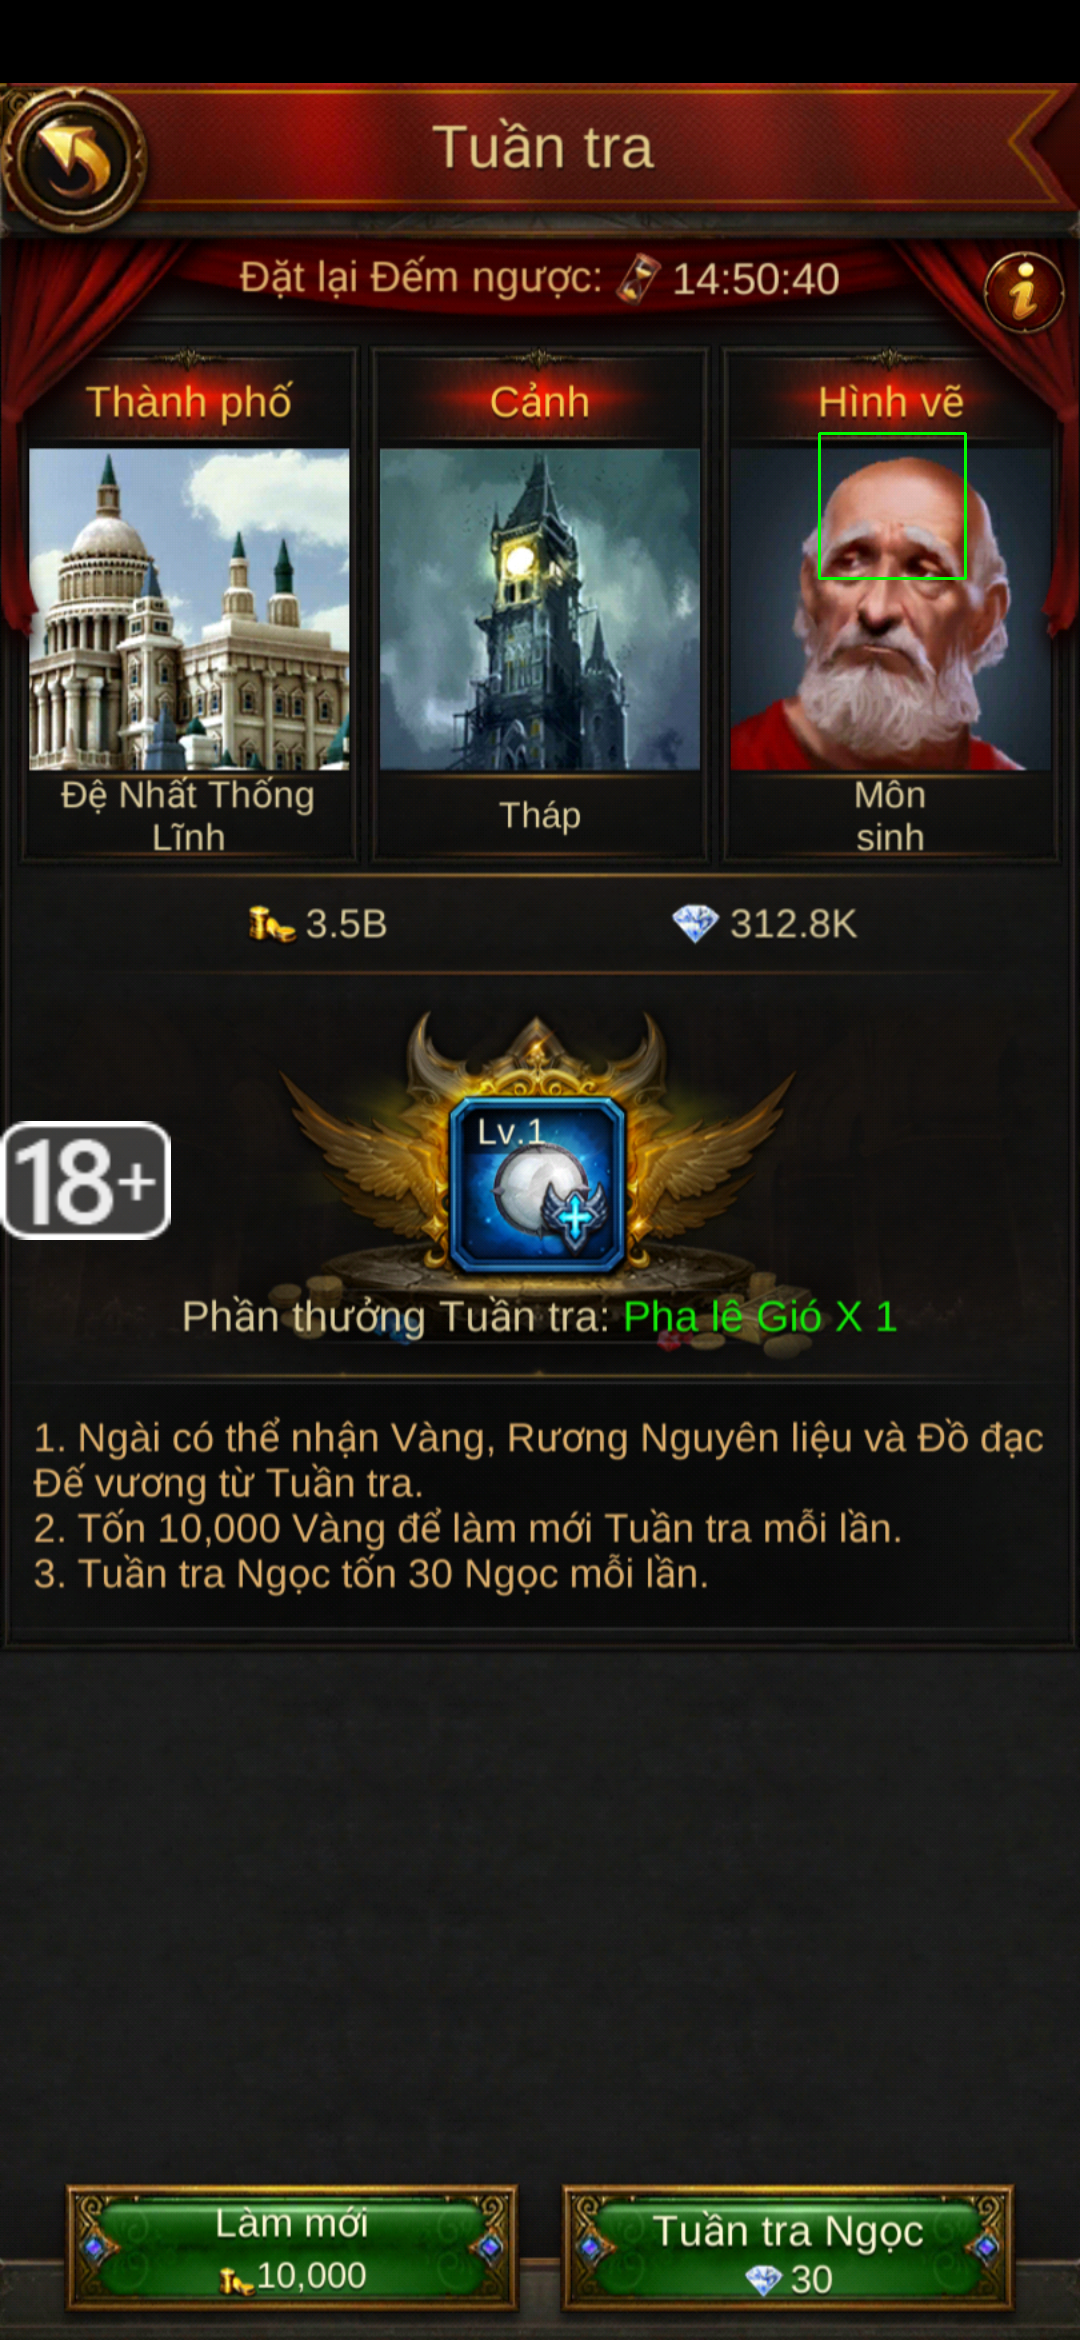 Tuần tra
Đặt lại Đếm ngược: 14:50:40
Thành phố
Cảnh
Hình vẽ
Đệ Nhất Thống
Lĩnh
Tháp
Môn
sinh
3.5B
312.8K
Lv.1
18+
Phần thưởng Tuần tra: Pha lê Gió X 1
1. Ngài có thể nhận Vàng, Rương Nguyên liệu và Đồ đạc
Đế vương từ Tuần tra.
2. Tốn 10,000 Vàng để làm mới Tuần tra mỗi lần.
3. Tuần tra Ngọc tốn 30 Ngọc mỗi lần.
Làm mới
10,000
Tuần tra Ngọc
30